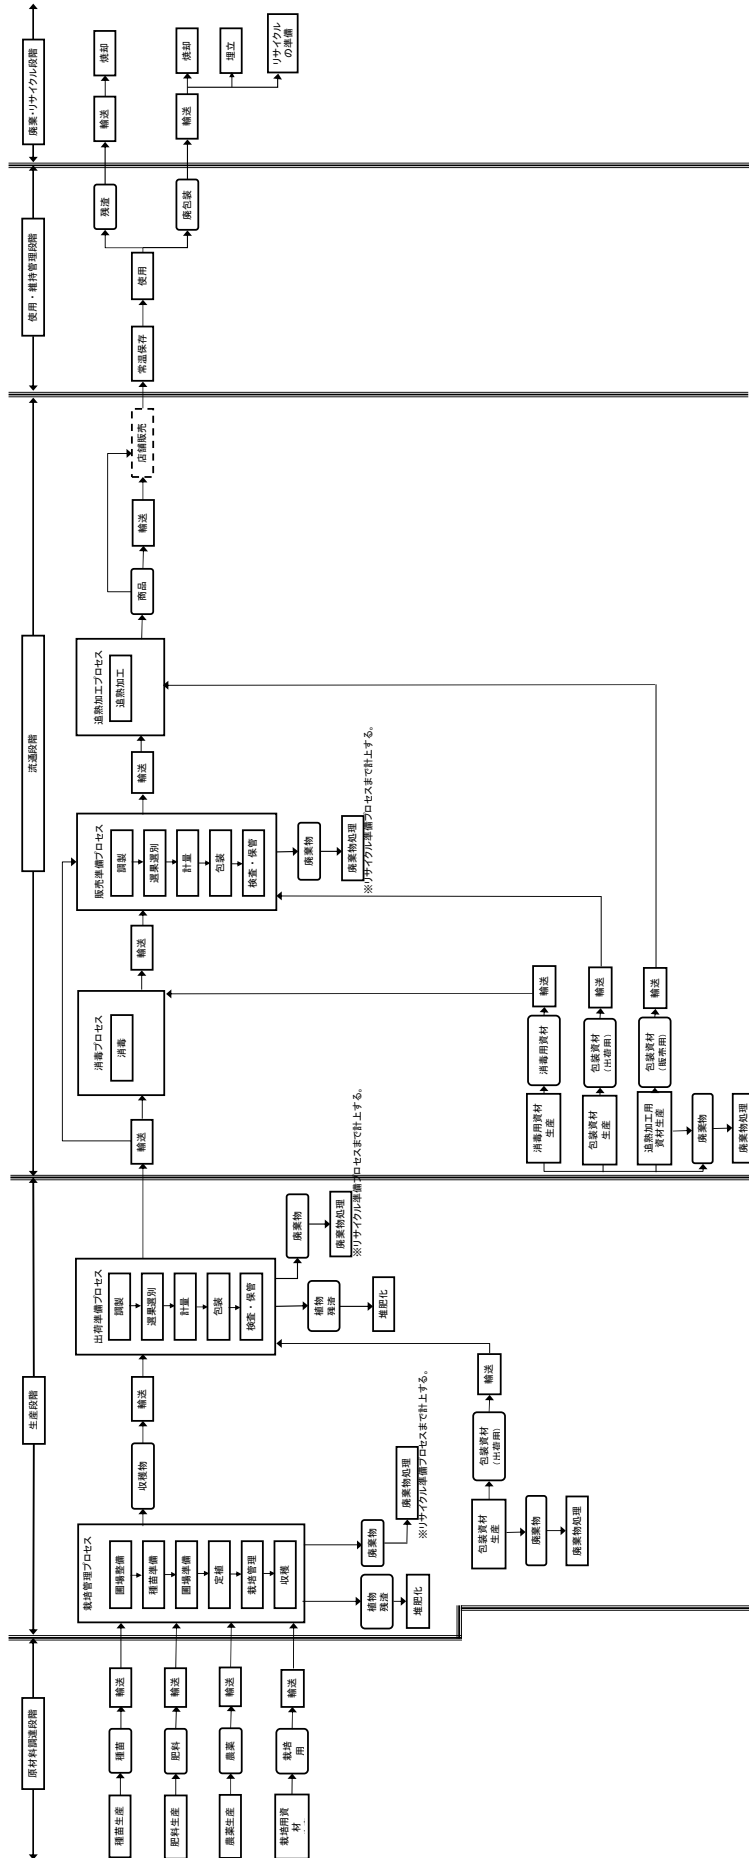 原材料調達段階
生産段階
流通段階
使用・維持管理段階
廃棄・リサイクル段階
種苗生産
種苗
輸送
肥料生産
肥料
輸送
農薬生産
農薬
輸送
栽培用資
材
栽培
用
輸送
栽培管理プロセス
圃場整備
種苗準備
圃場準備
定植
栽培管理
収穫
植物
残渣
堆肥化
廃棄物
廃棄物処理
※リサイクル準備プロセスまで計上する。
収穫物
輸送
包装資材
生産
廃棄物
廃棄物処理
包装資材
(出荷用)
輸送
出荷準備プロセス
調製
選果選別
計量
包装
検査・保管
植物
残渣
堆肥化
廃棄物
廃棄物処理
※リサイクル準備プロセスまで計上する。
輸送
消毒プロセス
消毒
輸送
消毒用資材
生産
消毒用資材
輸送
包装資材
生産
包装資材
(出荷用)
輸送
追熟加工用
資材生産
包装資材
(販売用)
輸送
廃棄物
廃棄物処理
販売準備プロセス
調製
選果選別
計量
包装
検査・保管
廃棄物
廃棄物処理
※リサイクル準備プロセスまで計上する。
輸送
追熟加工プロセス
追熟加工
商品
輸送
店舗販売
常温保存
使用
残渣
廃包装
輸送
焼却
輸送
焼却
埋立
リサイクル
の準備